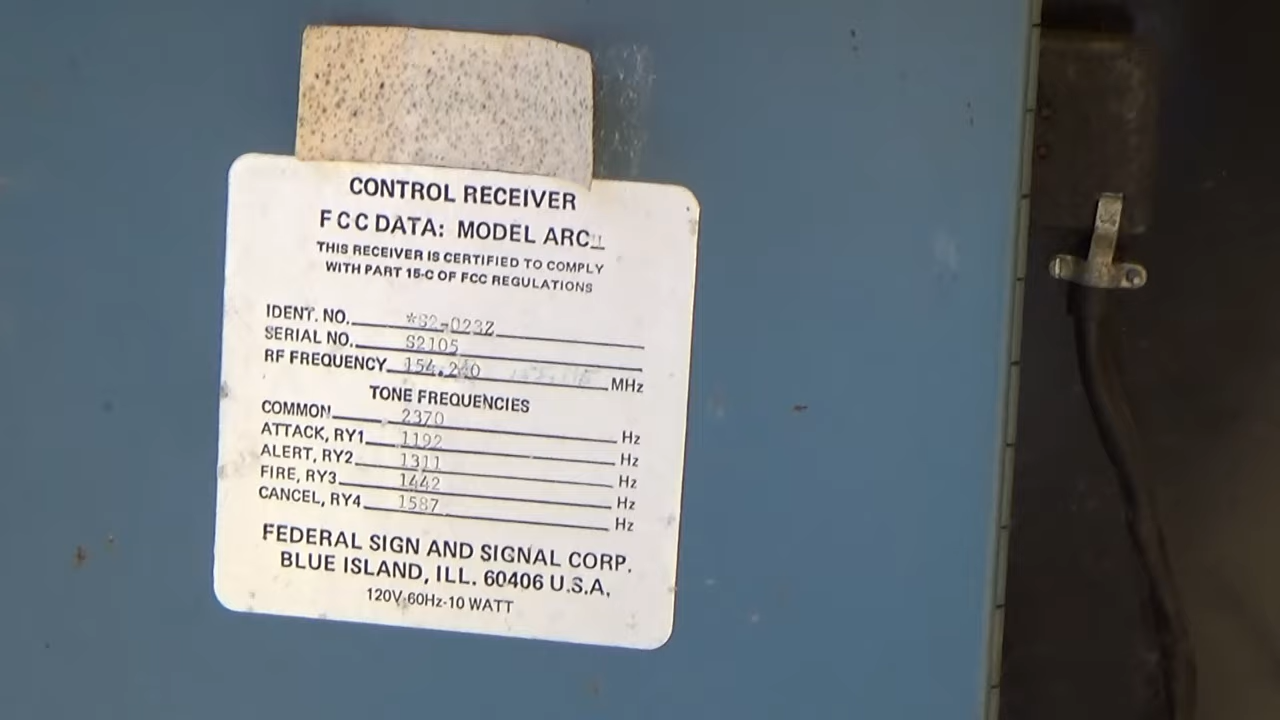 CONTROL RECEIVER
FCC DATA: MODEL ARC
THIS RECEIVER IS CERTIFIED TO COMPLY
WITH PART 15-C OF FCC REGULATIONS
IDENT. NO. *S2-023Z
SERIAL NO. S2105
RF FREQUENCY MHz
TONE FREQUENCIES
COMMON 2370 Hz
ATTACK, RY1 1192 Hz
ALERT, RY2 1311 Hz
FIRE, RY3 1442 Hz
CANCEL, RY4 1587 Hz
FEDERAL SIGN AND SIGNAL CORP.
BLUE ISLAND, ILL. 60406 U.S.A.
120V-60Hz-10 WATT